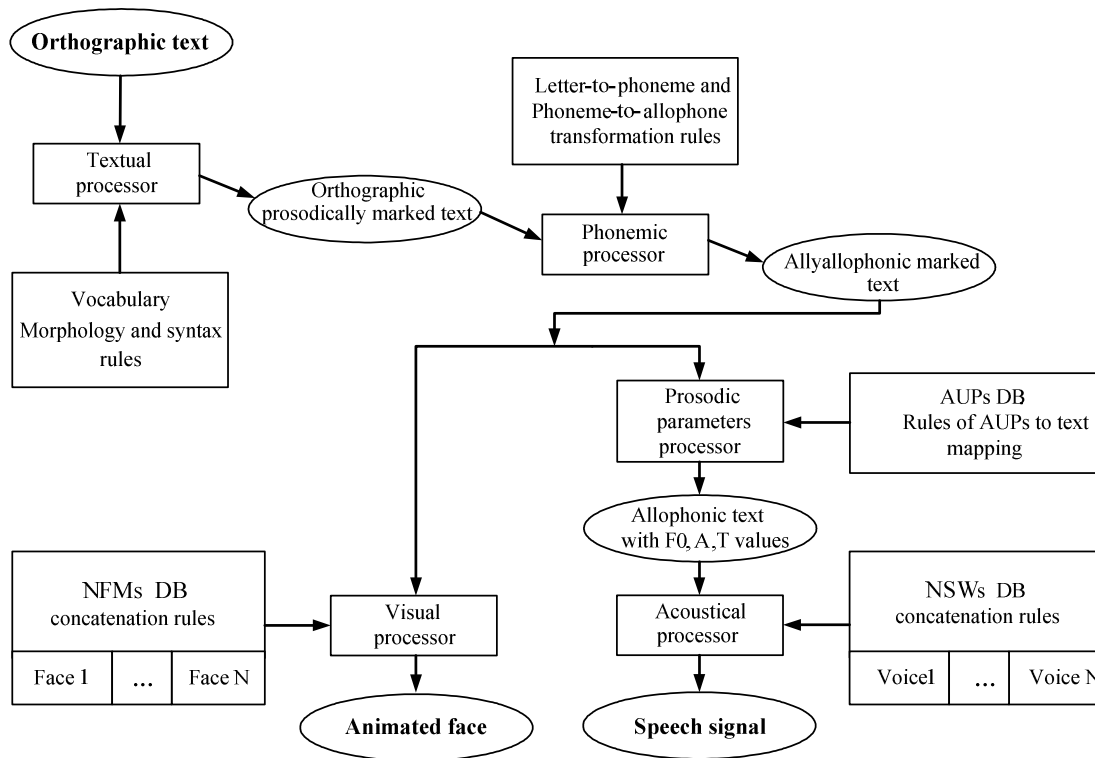 Orthographic text
Letter-to-phoneme and
Phoneme-to-allophone
transformation rules
Textual
processor
Orthographic
prosodically marked text
Phonemic
processor
Allyallophonic marked
text
Vocabulary
Morphology and syntax
rules
Prosodic
parameters
processor
AUPs DB
Rules of AUPs to text
mapping
Allophonic text
with F0, A,T values
NFMs DB
concatenation rules
Face 1
...
Face N
Visual
processor
Acoustical
processor
NSWs DB
concatenation rules
Voice1
...
Voice N
Animated face
Speech signal